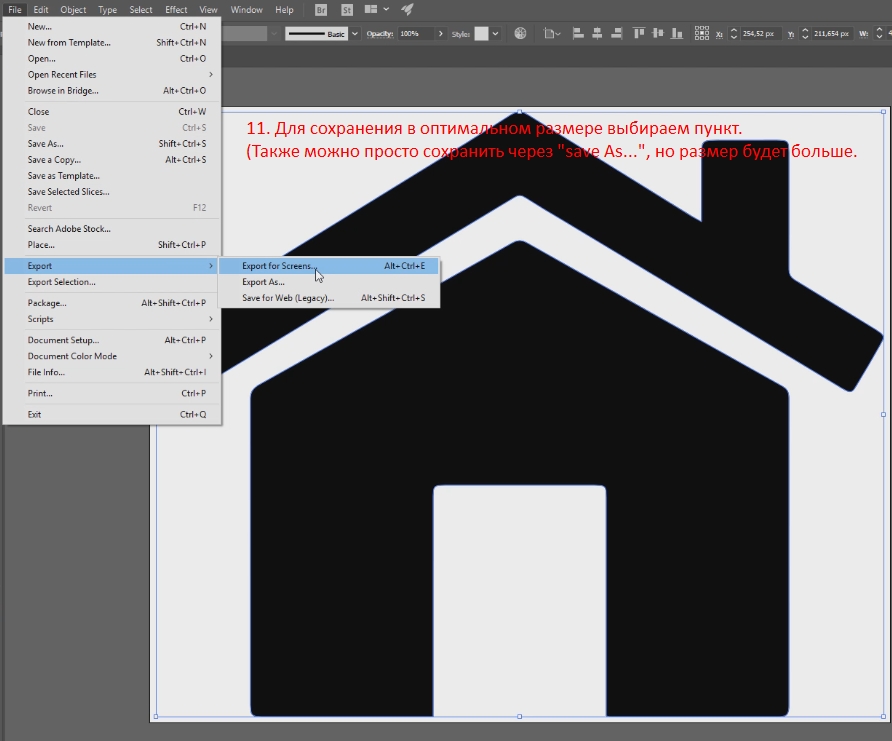 File Edit Object Type Select Effect View Window Help Br St
Basic Opacity: 100% Style: X: 254,52 px Y: 211,654 px W: 4
New... Ctrl+N
New from Template... Shift+Ctrl+N
Open... Ctrl+O
Open Recent Files
Browse in Bridge... Alt+Ctrl+O
Close Ctrl+W
Save Ctrl+S
Save As... Shift+Ctrl+S
Save a Copy... Alt+Ctrl+S
Save as Template...
Save Selected Slices...
Revert F12
Search Adobe Stock...
Place... Shift+Ctrl+P
Export
Export Selection...
Package... Alt+Shift+Ctrl+P
Scripts
Document Setup... Alt+Ctrl+P
Document Color Mode
File Info... Alt+Shift+Ctrl+I
Print... Ctrl+P
Exit Ctrl+Q
Export for Screens... Alt+Ctrl+E
Export As...
Save for Web (Legacy)... Alt+Shift+Ctrl+S
11. Для сохранения в оптимальном размере выбираем пункт.
(Также можно просто сохранить через "save As...", но размер будет больше.